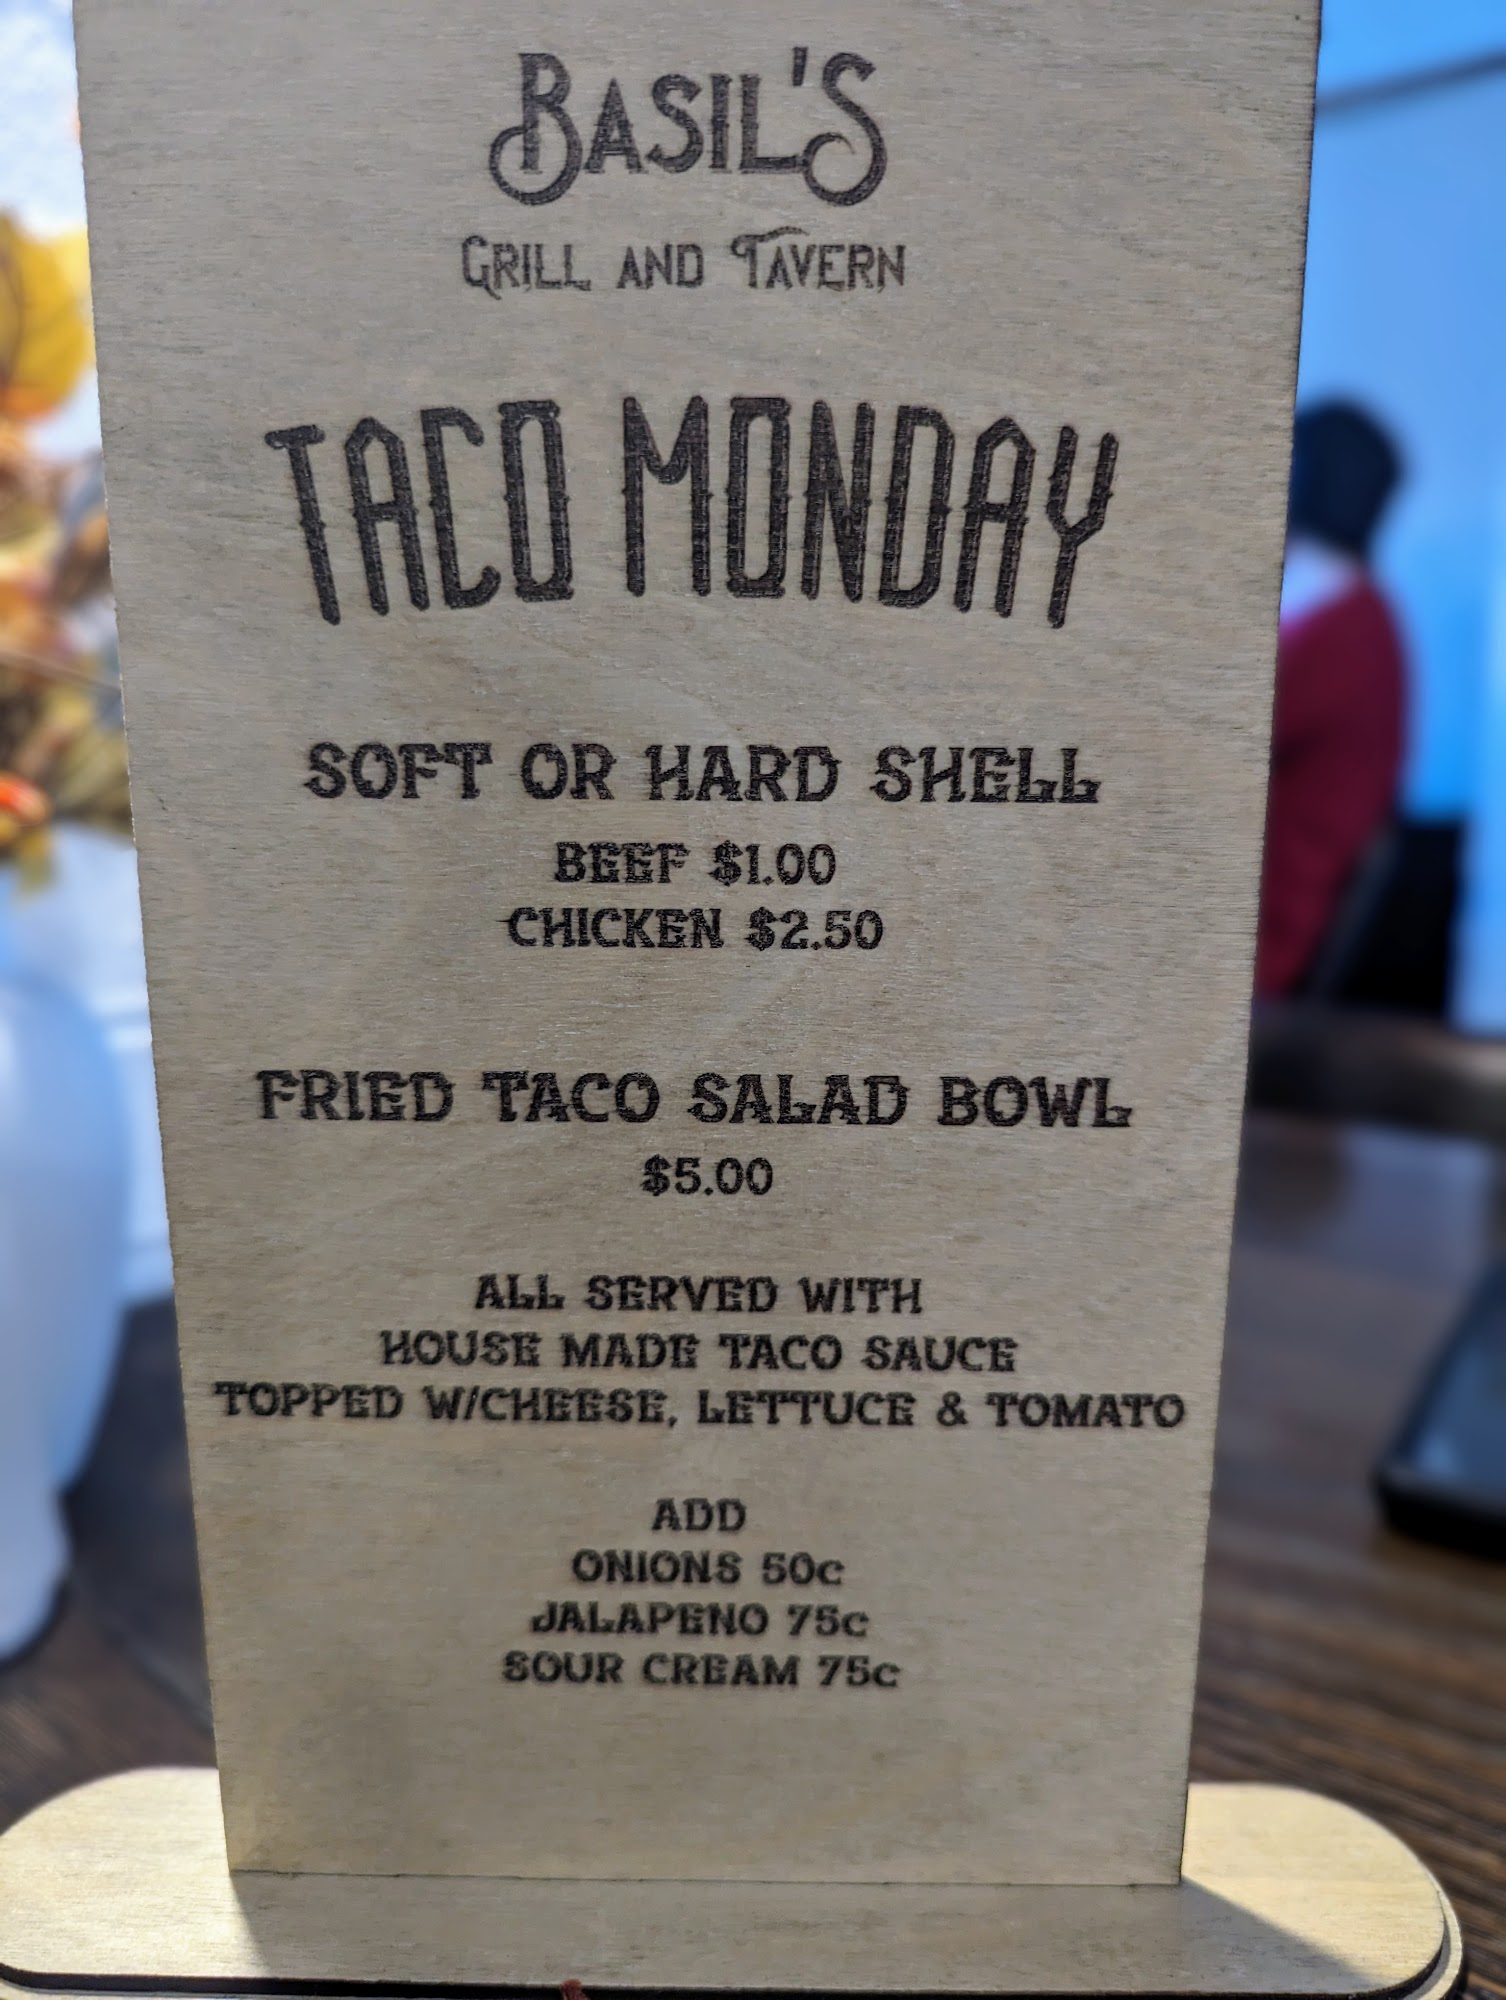 BASIL'S
GRILL AND TAVERN
TACO MONDAY
SOFT OR HARD SHELL
BEEF $1.00
CHICKEN $2.50
FRIED TACO SALAD BOWL
$5.00
ALL SERVED WITH
HOUSE MADE TACO SAUCE
TOPPED W/CHEESE, LETTUCE & TOMATO
ADD
ONIONS 50c
JALAPENO 75c
SOUR CREAM 75c